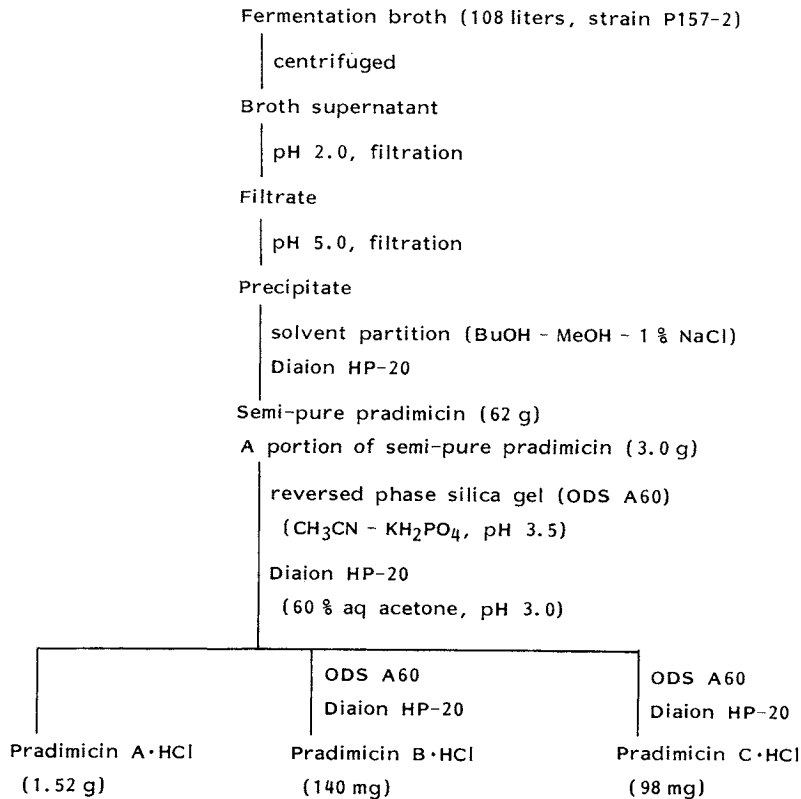 Fermentation broth (108 liters, strain P157-2)
centrifuged
Broth supernatant
pH 2.0, filtration
Filtrate
pH 5.0, filtration
Precipitate
solvent partition (BuOH - MeOH - 1 % NaCl)
Diaion HP-20
Semi-pure pradimicin (62 g)
A portion of semi-pure pradimicin (3.0 g)
reversed phase silica gel (ODS A60)
(CH₃CN - KH₂PO₄, pH 3.5)
Diaion HP-20
(60 % aq acetone, pH 3.0)
ODS A60
Diaion HP-20
ODS A60
Diaion HP-20
Pradimicin A·HCl
(1.52 g)
Pradimicin B·HCl
(140 mg)
Pradimicin C·HCl
(98 mg)